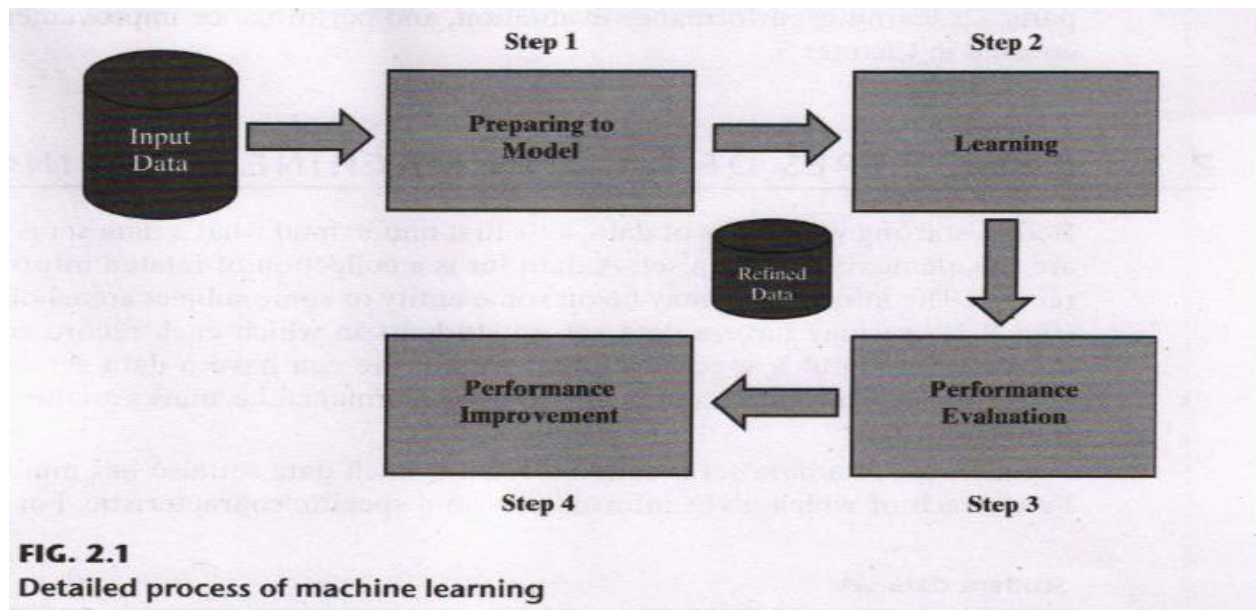 Step 1
Step 2
Input
Data
Preparing to
Model
Learning
Refined
Data
Performance
Improvement
Performance
Evaluation
Step 4
Step 3
FIG. 2.1
Detailed process of machine learning